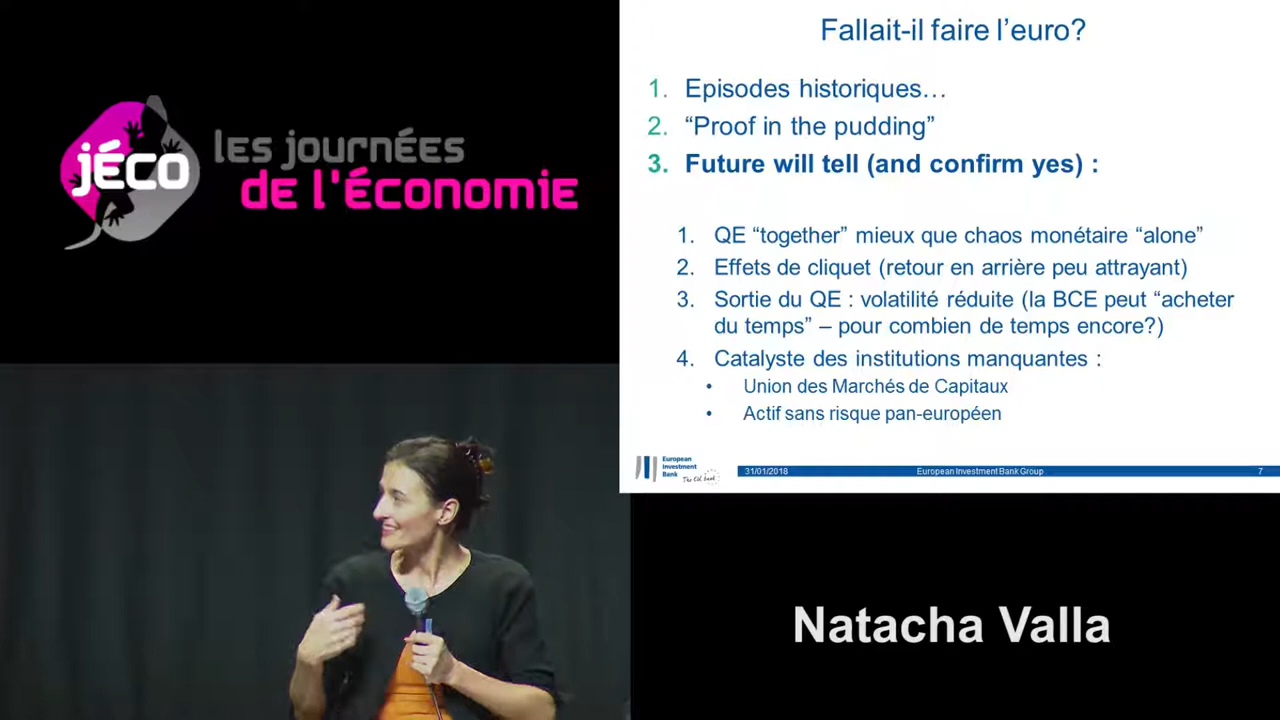 jéco
les journées
de l'économie
Fallait-il faire l'euro?
1. Episodes historiques…
2. “Proof in the pudding”
3. Future will tell (and confirm yes) :
1. QE “together” mieux que chaos monétaire “alone”
2. Effets de cliquet (retour en arrière peu attrayant)
3. Sortie du QE : volatilité réduite (la BCE peut “acheter
du temps” – pour combien de temps encore?)
4. Catalyste des institutions manquantes :
• Union des Marchés de Capitaux
• Actif sans risque pan-européen
European
Investment
Bank
The EU bank
31/01/2018
European Investment Bank Group
7
Natacha Valla